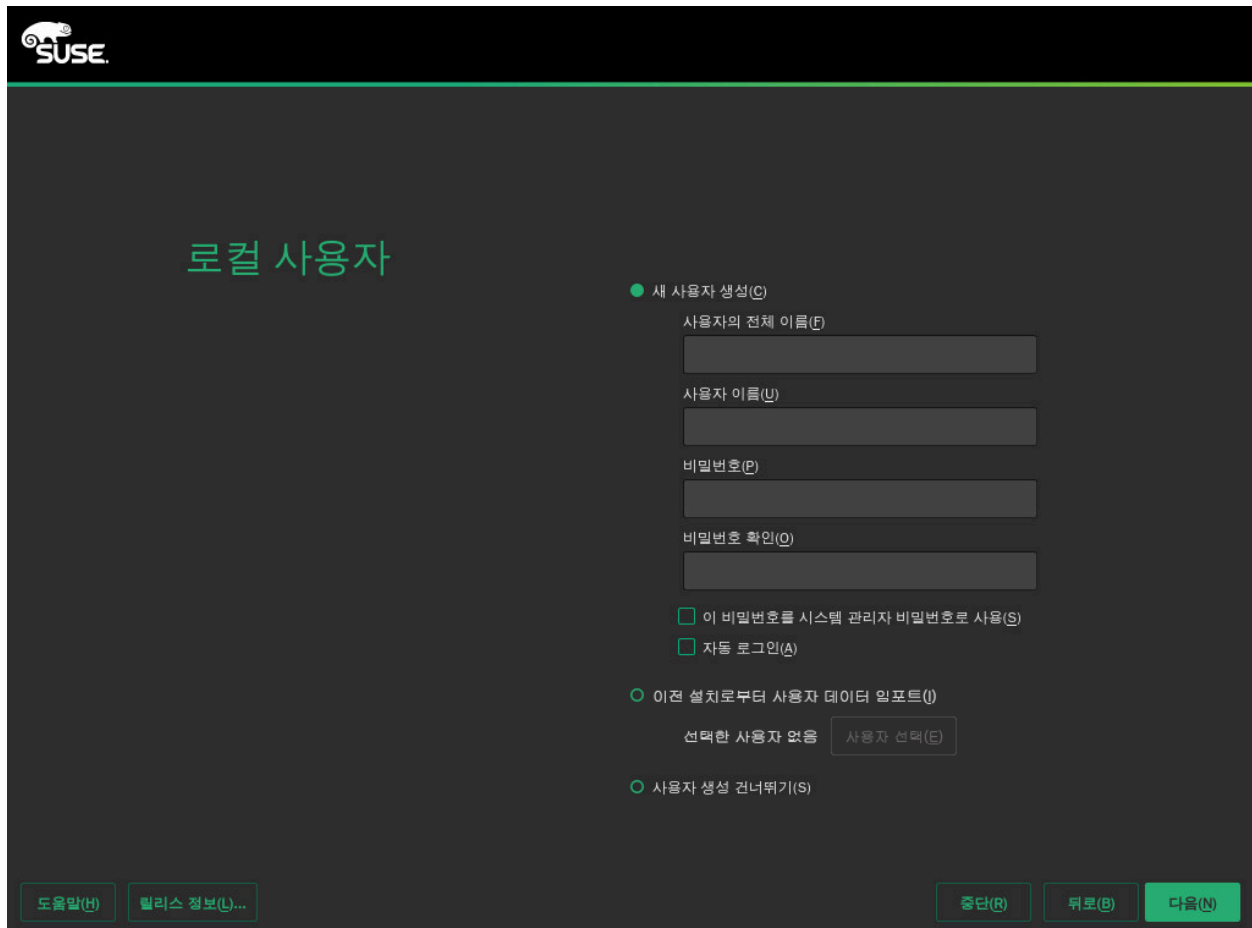 SUSE.
로컬 사용자
새 사용자 생성(C)
사용자의 전체 이름(F)
사용자 이름(U)
비밀번호(P)
비밀번호 확인(O)
이 비밀번호를 시스템 관리자 비밀번호로 사용(S)
자동 로그인(A)
이전 설치로부터 사용자 데이터 임포트(I)
선택한 사용자 없음 사용자 선택(E)
사용자 생성 건너뛰기(S)
도움말(H) 릴리스 정보(L)... 중단(R) 뒤로(B) 다음(N)